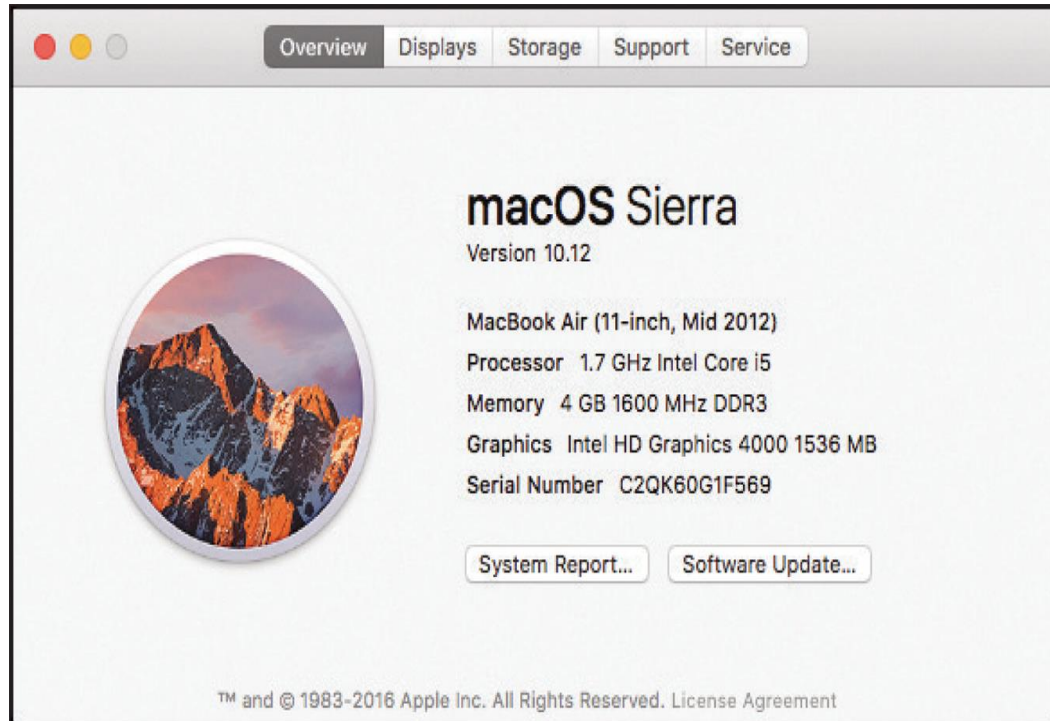 Overview Displays Storage Support Service
macOS Sierra
Version 10.12
MacBook Air (11-inch, Mid 2012)
Processor 1.7 GHz Intel Core i5
Memory 4 GB 1600 MHz DDR3
Graphics Intel HD Graphics 4000 1536 MB
Serial Number C2QK60G1F569
System Report... Software Update...
™ and © 1983-2016 Apple Inc. All Rights Reserved. License Agreement